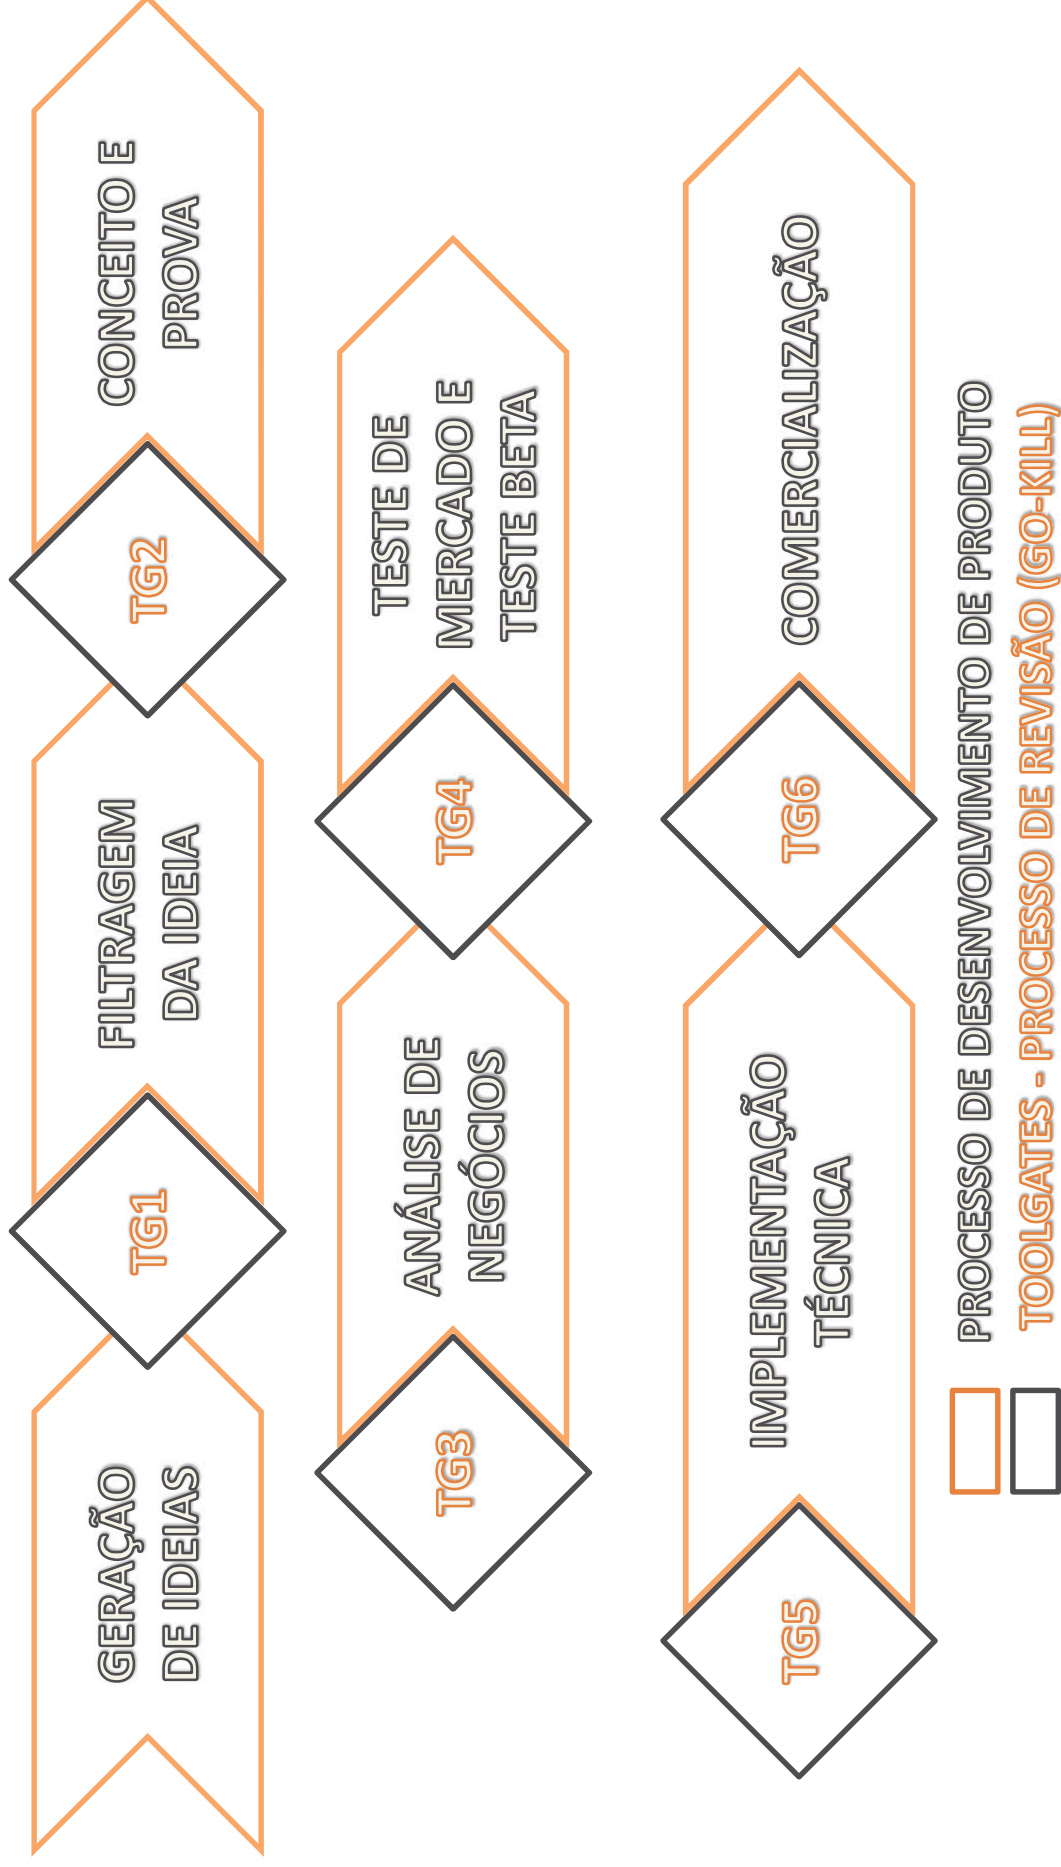 GERAÇÃO
DE IDEIAS
TG1
FILTRAGEM
DA IDEIA
TG2
CONCEITO E
PROVA
TG3
ANÁLISE DE
NEGÓCIOS
TG4
TESTE DE
MERCADO E
TESTE BETA
TG5
IMPLEMENTAÇÃO
TÉCNICA
TG6
COMERCIALIZAÇÃO
PROCESSO DE DESENVOLVIMENTO DE PRODUTO
TOOLGATES - PROCESSO DE REVISÃO (GO-KILL)